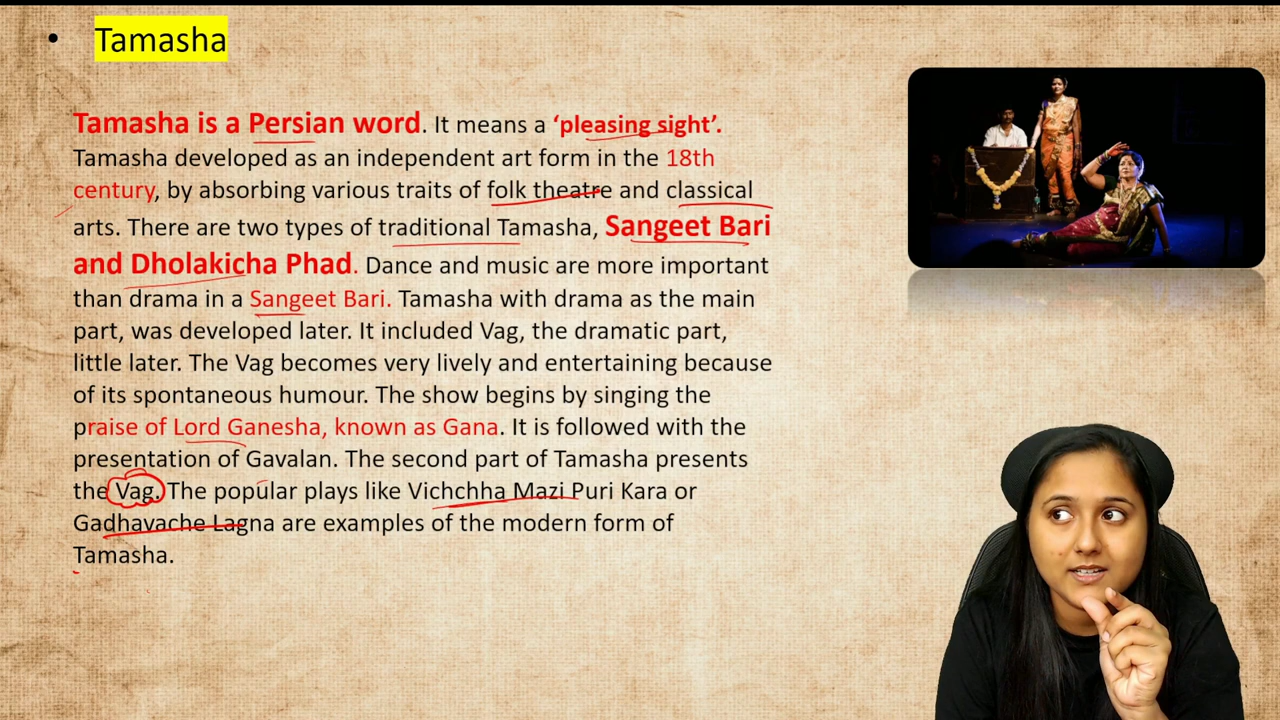 • Tamasha
Tamasha is a Persian word. It means a ‘pleasing sight’.
Tamasha developed as an independent art form in the 18th
century, by absorbing various traits of folk theatre and classical
arts. There are two types of traditional Tamasha, Sangeet Bari
and Dholakicha Phad. Dance and music are more important
than drama in a Sangeet Bari. Tamasha with drama as the main
part, was developed later. It included Vag, the dramatic part,
little later. The Vag becomes very lively and entertaining because
of its spontaneous humour. The show begins by singing the
praise of Lord Ganesha, known as Gana. It is followed with the
presentation of Gavalan. The second part of Tamasha presents
the Vag. The popular plays like Vichchha Mazi Puri Kara or
Gadhavache Lagna are examples of the modern form of
Tamasha.